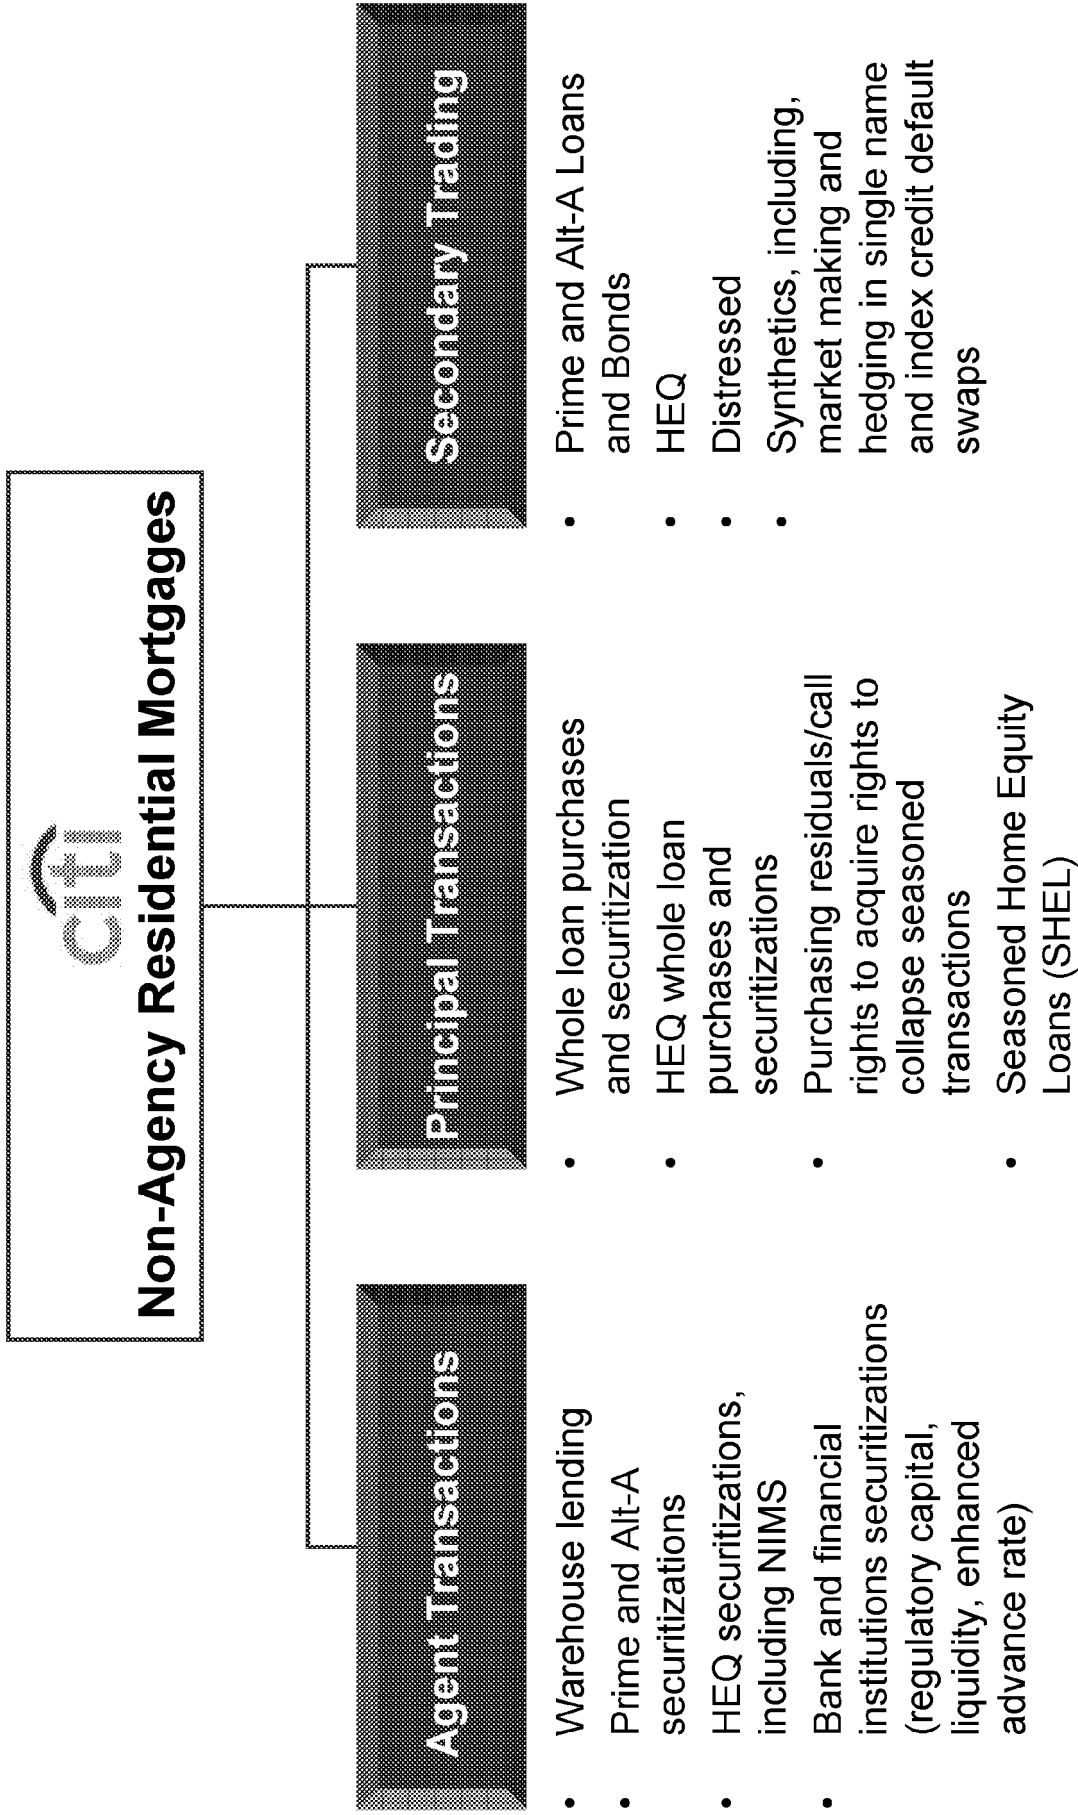 citi
Non-Agency Residential Mortgages
Agent Transactions
• Warehouse lending
• Prime and Alt-A
securitizations
• HEQ securitizations,
including NIMS
• Bank and financial
institutions securitizations
(regulatory capital,
liquidity, enhanced
advance rate)
Principal Transactions
• Whole loan purchases
and securitization
• HEQ whole loan
purchases and
securitizations
• Purchasing residuals/call
rights to acquire rights to
collapse seasoned
transactions
• Seasoned Home Equity
Loans (SHEL)
Secondary Trading
• Prime and Alt-A Loans
and Bonds
• HEQ
• Distressed
• Synthetics, including,
market making and
hedging in single name
and index credit default
swaps